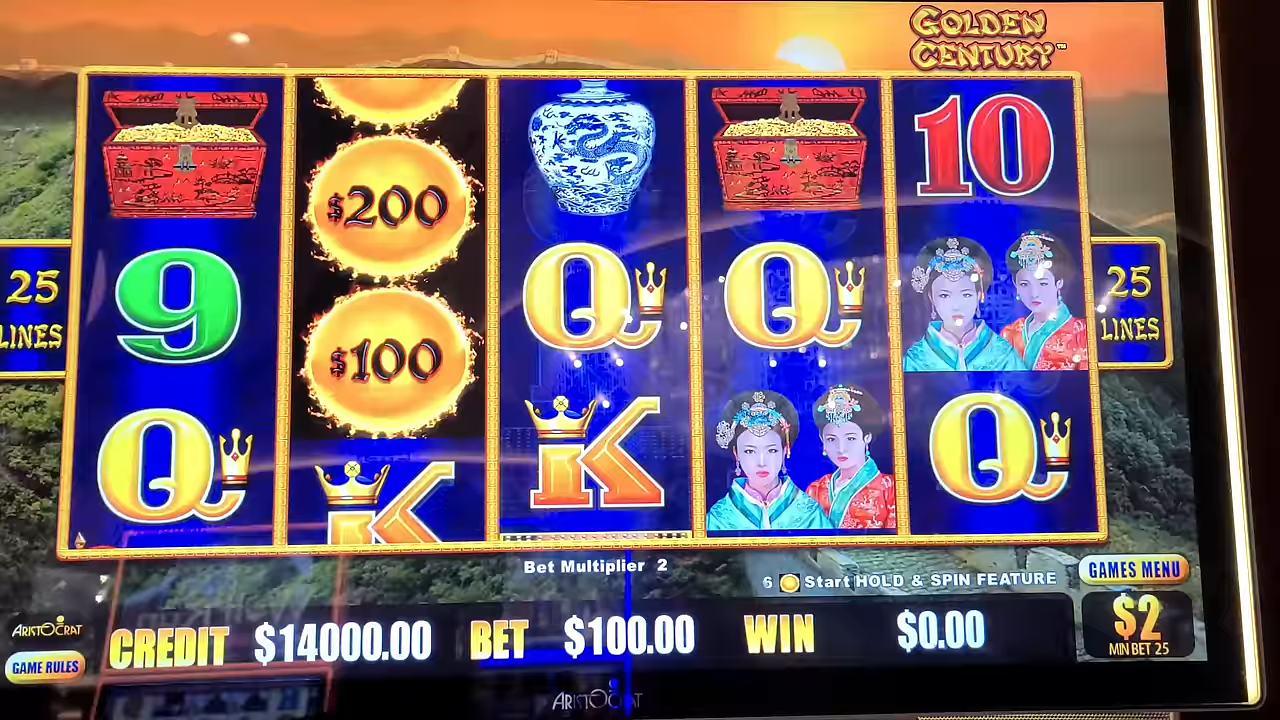 GOLDEN
CENTURY™
10
$200
9
Q
Q
25
LINES
25
LINES
$100
Q
K
K
Q
Bet Multiplier 2
6 Start HOLD & SPIN FEATURE
GAMES MENU
ARISTOCRAT
GAME RULES
CREDIT $14000.00 BET $100.00 WIN $0.00
$2
MIN BET 25
ARISTOCRAT